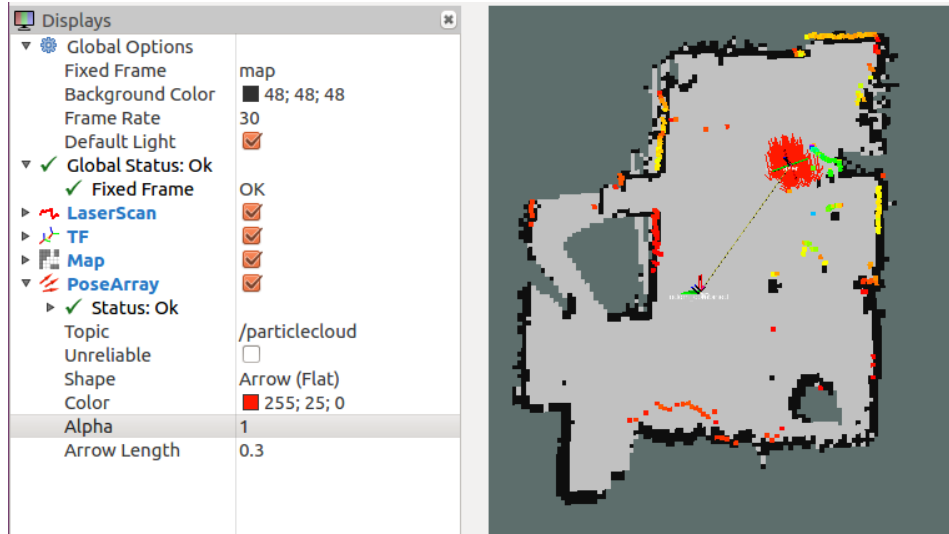 Displays
Global Options
Fixed Frame map
Background Color 48; 48; 48
Frame Rate 30
Default Light
Global Status: Ok
Fixed Frame OK
LaserScan
TF
Map
PoseArray
Status: Ok
Topic /particlecloud
Unreliable
Shape Arrow (Flat)
Color 255; 25; 0
Alpha 1
Arrow Length 0.3